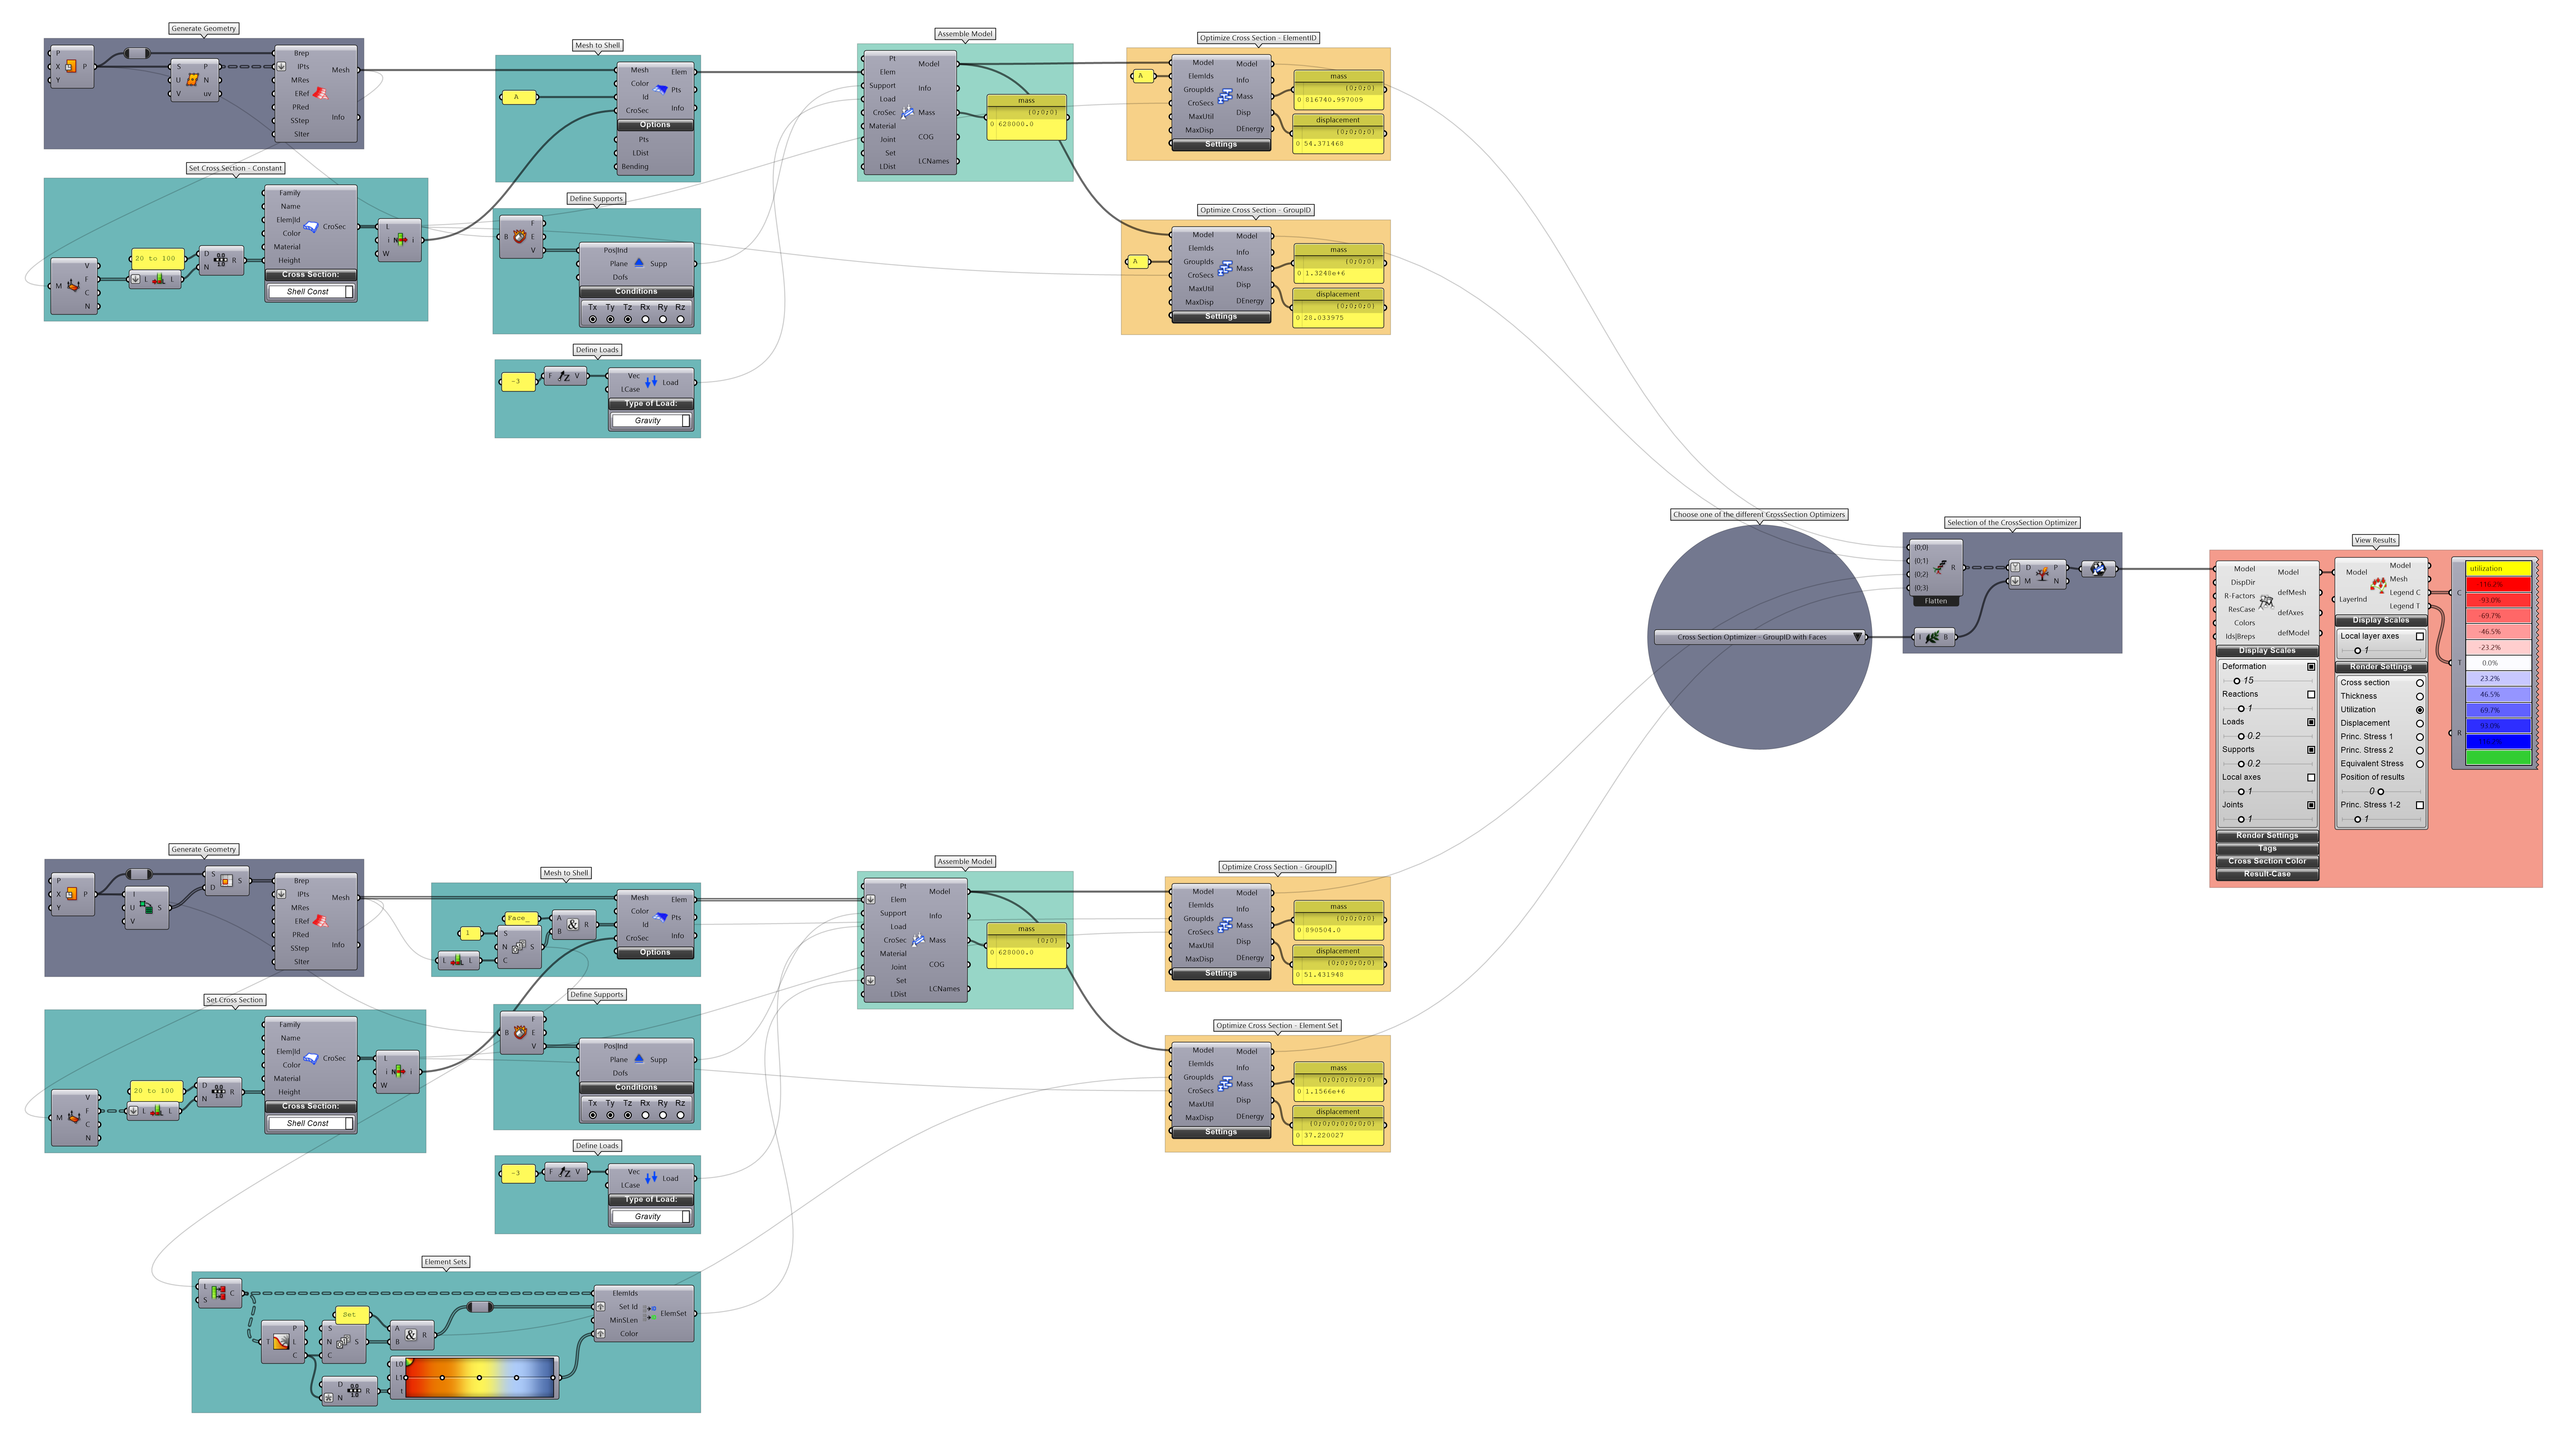 Generate Geometry
P
X
Y
P
S
U
V
P
N
uv
Brep
IPts
MRes
ERef
PRed
SStep
SIter
Mesh
Info
Set Cross Section - Constant
M
V
F
C
N
20 to 100
L
L
D
N
R
Family
Name
Elem|Id
Color
Material
Height
CroSec
Cross Section:
Shell Const
L
i
W
i
Mesh to Shell
A
Mesh
Color
Id
CroSec
Elem
Pts
Info
Options
Pts
LDist
Bending
Define Supports
B
F
E
V
Pos|Ind
Plane
Dofs
Supp
Conditions
Tx Ty Tz Rx Ry Rz
Define Loads
-3
F
V
Vec
LCase
Load
Type of Load:
Gravity
Assemble Model
Pt
Elem
Support
Load
CroSec
Material
Joint
Set
LDist
Model
Info
Mass
COG
LCNames
mass
{0;0;0}
0 628000.0
Optimize Cross Section - ElementID
A
Model
ElemIds
GroupIds
CroSecs
MaxUtil
MaxDisp
Model
Info
Mass
Disp
DEnergy
Settings
mass
{0;0;0;0}
0 816740.997009
displacement
{0;0;0;0}
0 54.371468
Optimize Cross Section - GroupID
A
Model
ElemIds
GroupIds
CroSecs
MaxUtil
MaxDisp
Model
Info
Mass
Disp
DEnergy
Settings
mass
{0;0;0;0}
0 1.3248e+6
displacement
{0;0;0;0}
0 28.033975
Choose one of the different CrossSection Optimizers
Cross Section Optimizer - GroupID with Faces
Selection of the CrossSection Optimizer
{0;0}
{0;1}
{0;2}
{0;3}
R
Flatten
D
M
P
N
I
B
View Results
Model
DispDir
R-Factors
ResCase
Colors
Ids|Breps
Model
defMesh
defAxes
defModel
Display Scales
Deformation
15
Reactions
1
Loads
0.2
Supports
0.2
Local axes
1
Joints
1
Render Settings
Tags
Cross Section Color
Result-Case
Model
LayerInd
Model
Mesh
Legend C
Legend T
Display Scales
Local layer axes
1
Render Settings
Cross section
Thickness
Utilization
Displacement
Princ. Stress 1
Princ. Stress 2
Equivalent Stress
Position of results
0
Princ. Stress 1-2
1
C
T
R
utilization
-93.0%
-69.7%
-46.5%
-23.2%
0.0%
23.2%
46.5%
69.7%
93.0%
Generate Geometry
P
X
Y
P
I
U
V
S
S
D
S
Brep
IPts
MRes
ERef
PRed
SStep
SIter
Mesh
Info
Set Cross Section
M
V
F
C
N
20 to 100
L
L
D
N
R
Family
Name
Elem|Id
Color
Material
Height
CroSec
Cross Section:
Shell Const
L
i
W
i
Mesh to Shell
Face_
1
L
L
S
N
C
S
A
B
R
Mesh
Color
Id
CroSec
Elem
Pts
Info
Options
Define Supports
B
F
E
V
Pos|Ind
Plane
Dofs
Supp
Conditions
Tx Ty Tz Rx Ry Rz
Define Loads
-3
F
V
Vec
LCase
Load
Type of Load:
Gravity
Element Sets
L
S
C
T
P
L
C
Set
S
N
C
S
A
B
R
D
N
R
L0
L1
t
ElemIds
Set Id
MinSLen
Color
ElemSet
Assemble Model
Pt
Elem
Support
Load
CroSec
Material
Joint
Set
LDist
Model
Info
Mass
COG
LCNames
mass
{0;0}
0 628000.0
Optimize Cross Section - GroupID
Model
ElemIds
GroupIds
CroSecs
MaxUtil
MaxDisp
Model
Info
Mass
Disp
DEnergy
Settings
mass
{0;0;0;0}
0 890504.0
displacement
{0;0;0;0;0}
0 51.431948
Optimize Cross Section - Element Set
Model
ElemIds
GroupIds
CroSecs
MaxUtil
MaxDisp
Model
Info
Mass
Disp
DEnergy
Settings
mass
{0;0;0;0;0;0}
0 1.1566e+6
displacement
{0;0;0;0;0;0;0}
0 37.220027